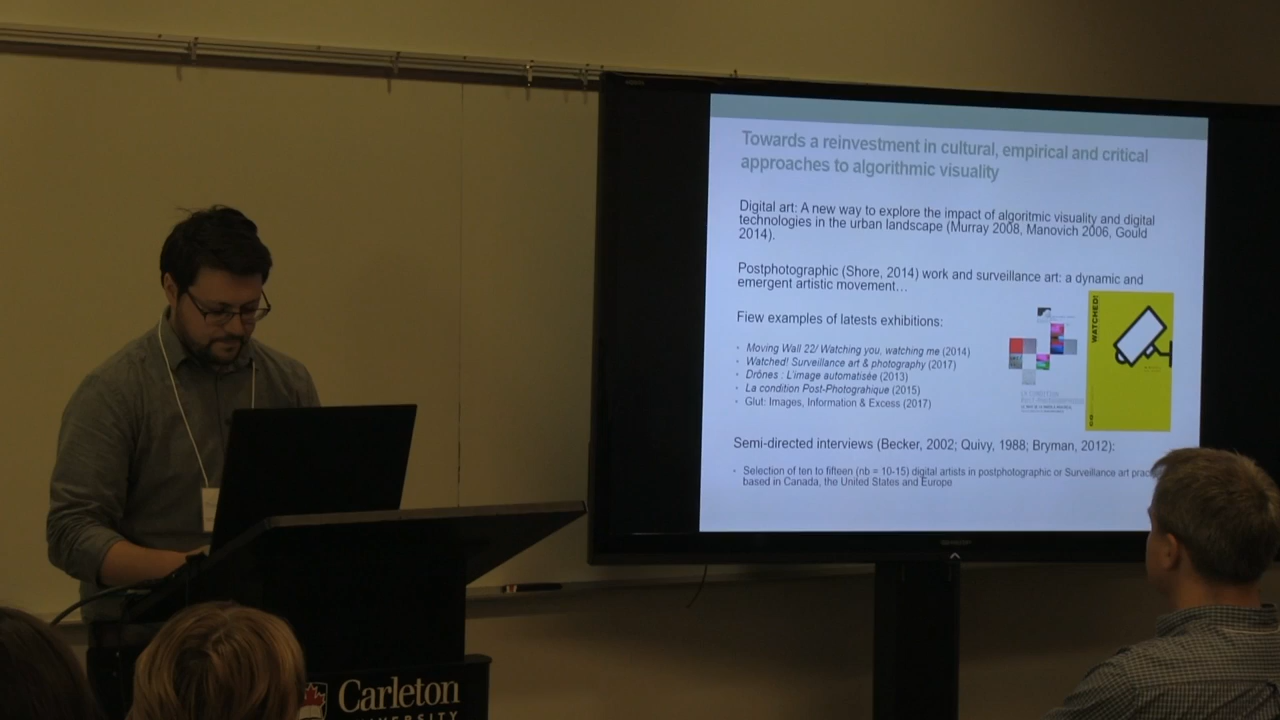 Towards a reinvestment in cultural, empirical and critical
approaches to algorithmic visuality
Digital art: A new way to explore the impact of algoritmic visuality and digital
technologies in the urban landscape (Murray 2008, Manovich 2006, Gould
2014).
Postphotographic (Shore, 2014) work and surveillance art: a dynamic and
emergent artistic movement…
Fiew examples of latests exhibitions:
• Moving Wall 22/ Watching you, watching me (2014)
• Watched! Surveillance art & photography (2017)
• Drônes : L'image automatisée (2013)
• La condition Post-Photograhique (2015)
• Glut: Images, Information & Excess (2017)
WATCHED!
LA CONDITION
Semi-directed interviews (Becker, 2002; Quivy, 1988; Bryman, 2012):
• Selection of ten to fifteen (nb = 10-15) digital artists in postphotographic or Surveillance art prac
based in Canada, the United States and Europe
Carleton
UNIVERSITY